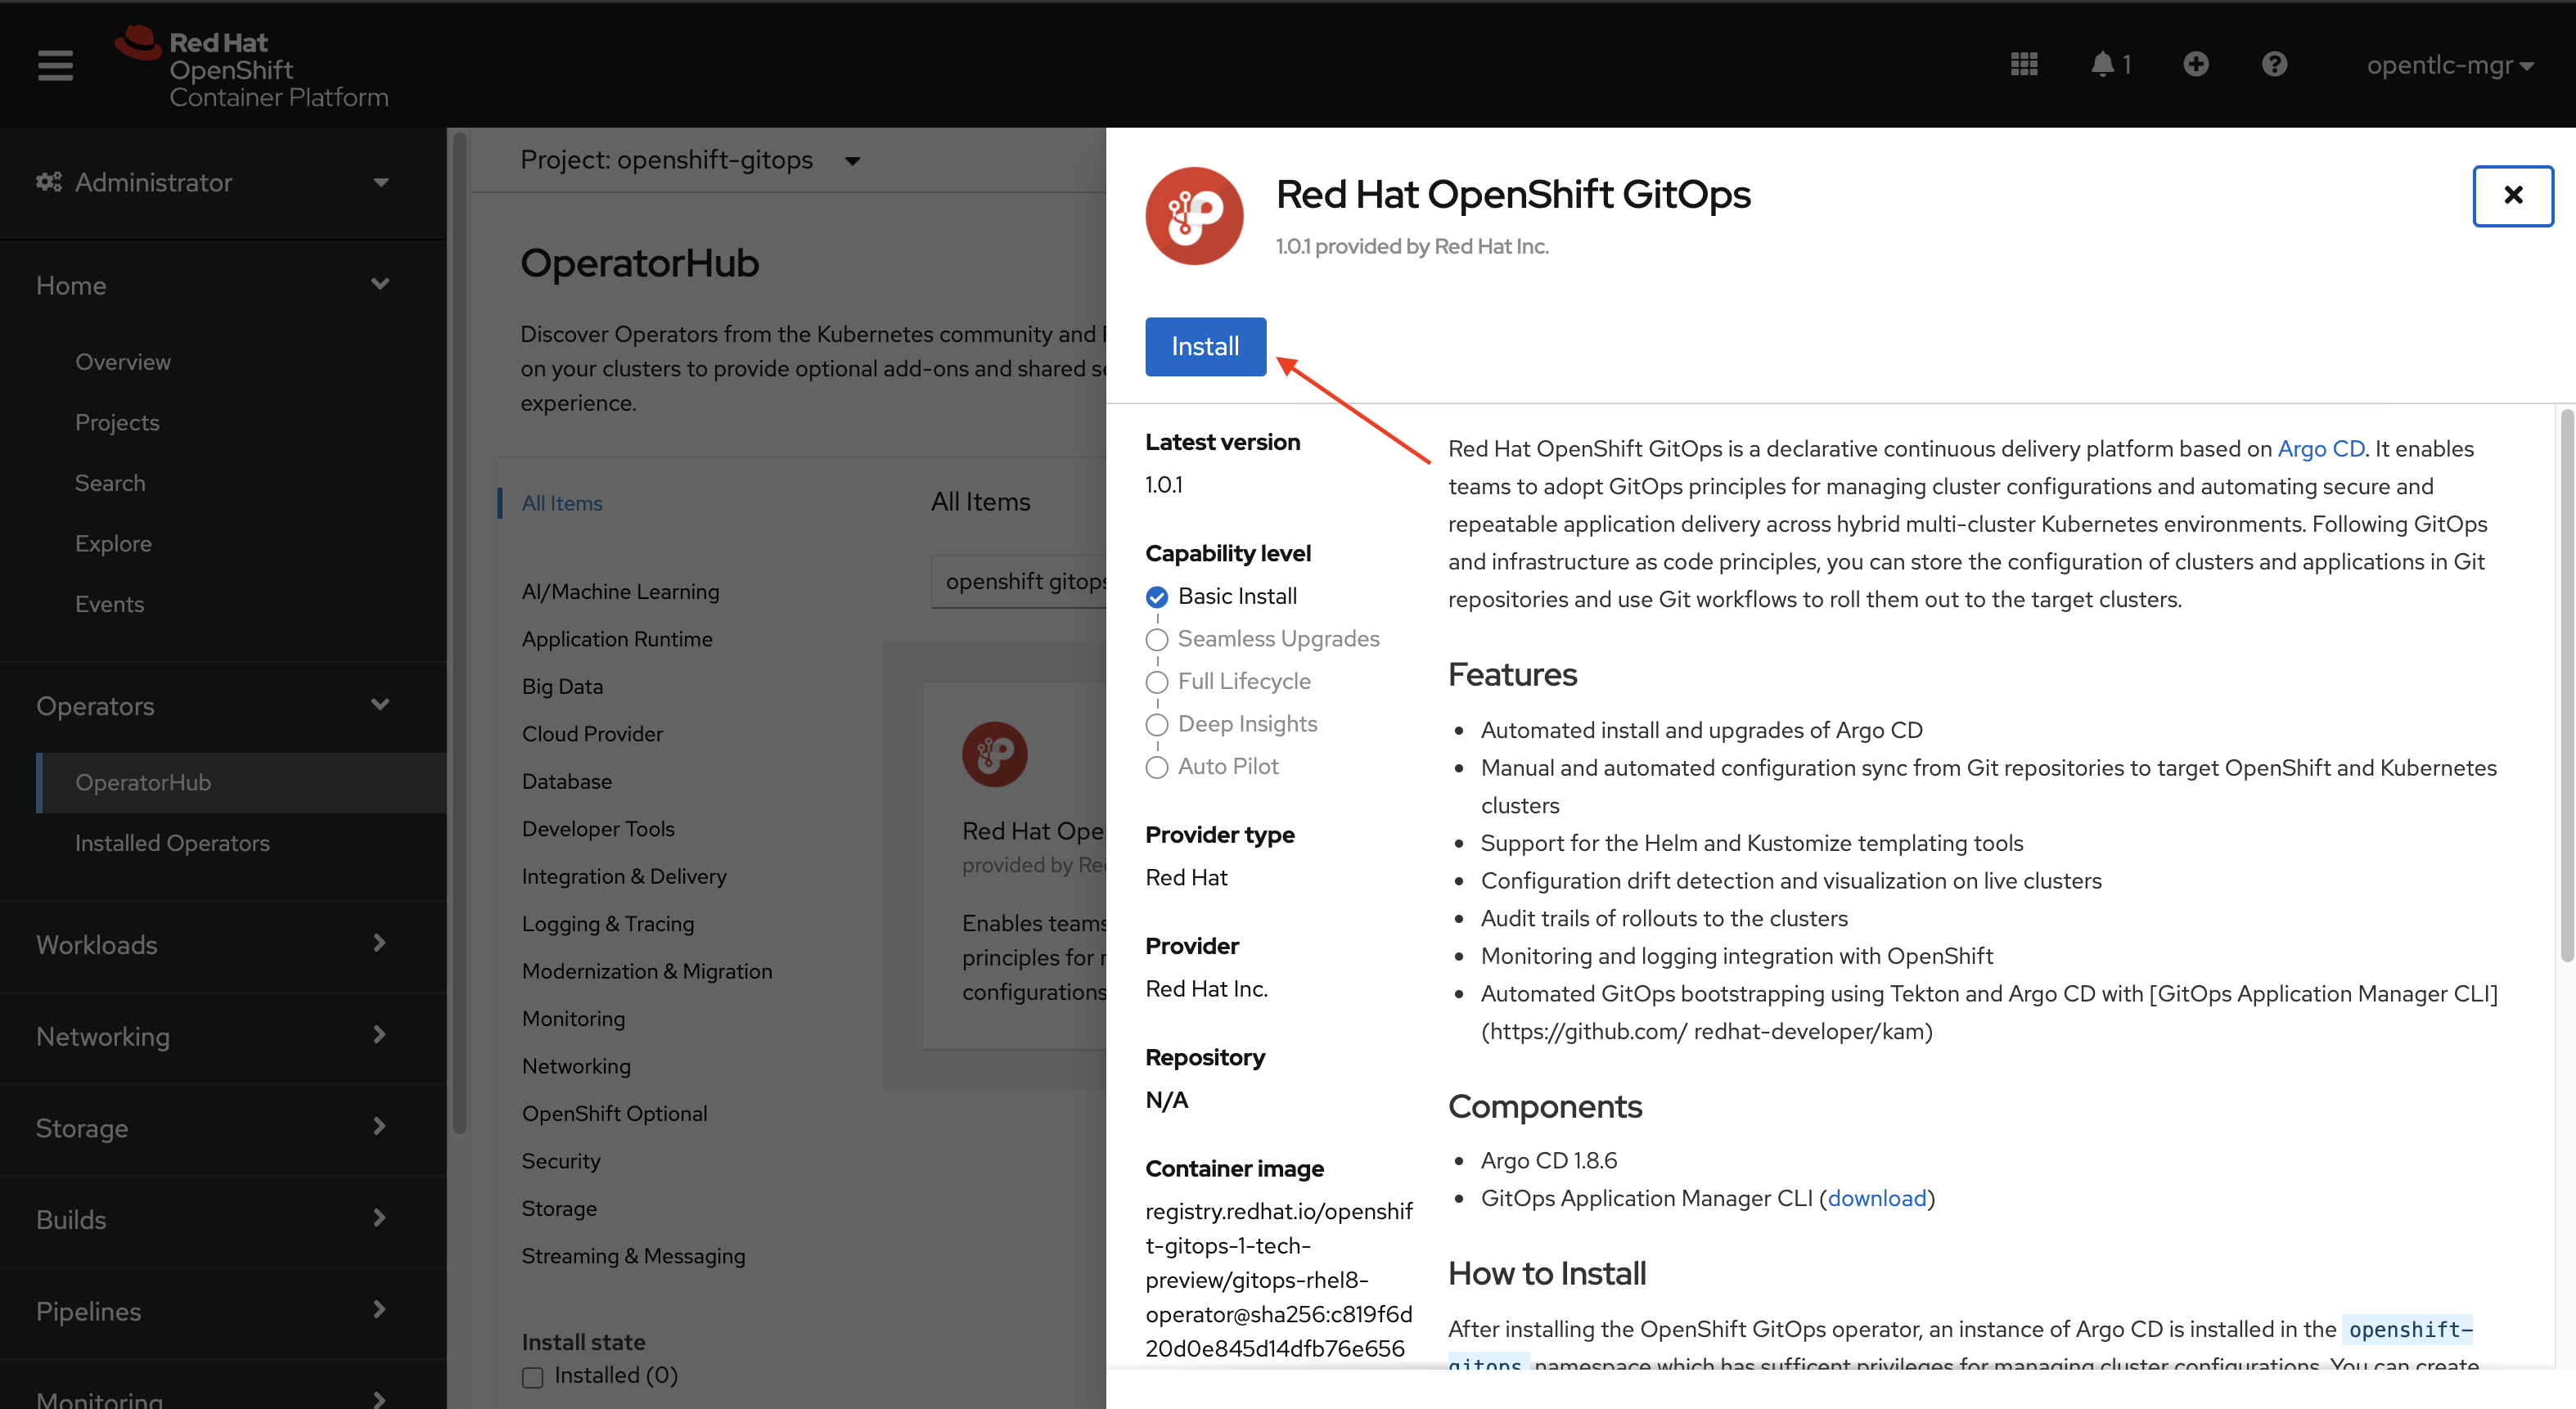 Red Hat
OpenShift
Container Platform
1
opentlc-mgr
Administrator
Home
Overview
Projects
Search
Explore
Events
Operators
OperatorHub
Installed Operators
Workloads
Networking
Storage
Builds
Pipelines
Monitoring
Project: openshift-gitops
OperatorHub
Discover Operators from the Kubernetes community and
on your clusters to provide optional add-ons and shared
experience.
All Items
AI/Machine Learning
Application Runtime
Big Data
Cloud Provider
Database
Developer Tools
Integration & Delivery
Logging & Tracing
Modernization & Migration
Monitoring
Networking
OpenShift Optional
Security
Storage
Streaming & Messaging
Install state
Installed (0)
All Items
openshift gitops
Red Hat Ope
provided by Re
Enables teams
principles for
configurations
Red Hat OpenShift GitOps
1.0.1 provided by Red Hat Inc.
Install
Latest version
1.0.1
Capability level
Basic Install
Seamless Upgrades
Full Lifecycle
Deep Insights
Auto Pilot
Provider type
Red Hat
Provider
Red Hat Inc.
Repository
N/A
Container image
registry.redhat.io/openshif
t-gitops-1-tech-
preview/gitops-rhel8-
operator@sha256:c819f6d
20d0e845d14dfb76e656
Red Hat OpenShift GitOps is a declarative continuous delivery platform based on Argo CD. It enables
teams to adopt GitOps principles for managing cluster configurations and automating secure and
repeatable application delivery across hybrid multi-cluster Kubernetes environments. Following GitOps
and infrastructure as code principles, you can store the configuration of clusters and applications in Git
repositories and use Git workflows to roll them out to the target clusters.
Features
Automated install and upgrades of Argo CD
Manual and automated configuration sync from Git repositories to target OpenShift and Kubernetes
clusters
Support for the Helm and Kustomize templating tools
Configuration drift detection and visualization on live clusters
Audit trails of rollouts to the clusters
Monitoring and logging integration with OpenShift
Automated GitOps bootstrapping using Tekton and Argo CD with [GitOps Application Manager CLI]
(https://github.com/ redhat-developer/kam)
Components
Argo CD 1.8.6
GitOps Application Manager CLI (download)
How to Install
After installing the OpenShift GitOps operator, an instance of Argo CD is installed in the openshift-
gitops namespace which has sufficent privileges for managing cluster configurations. You can create